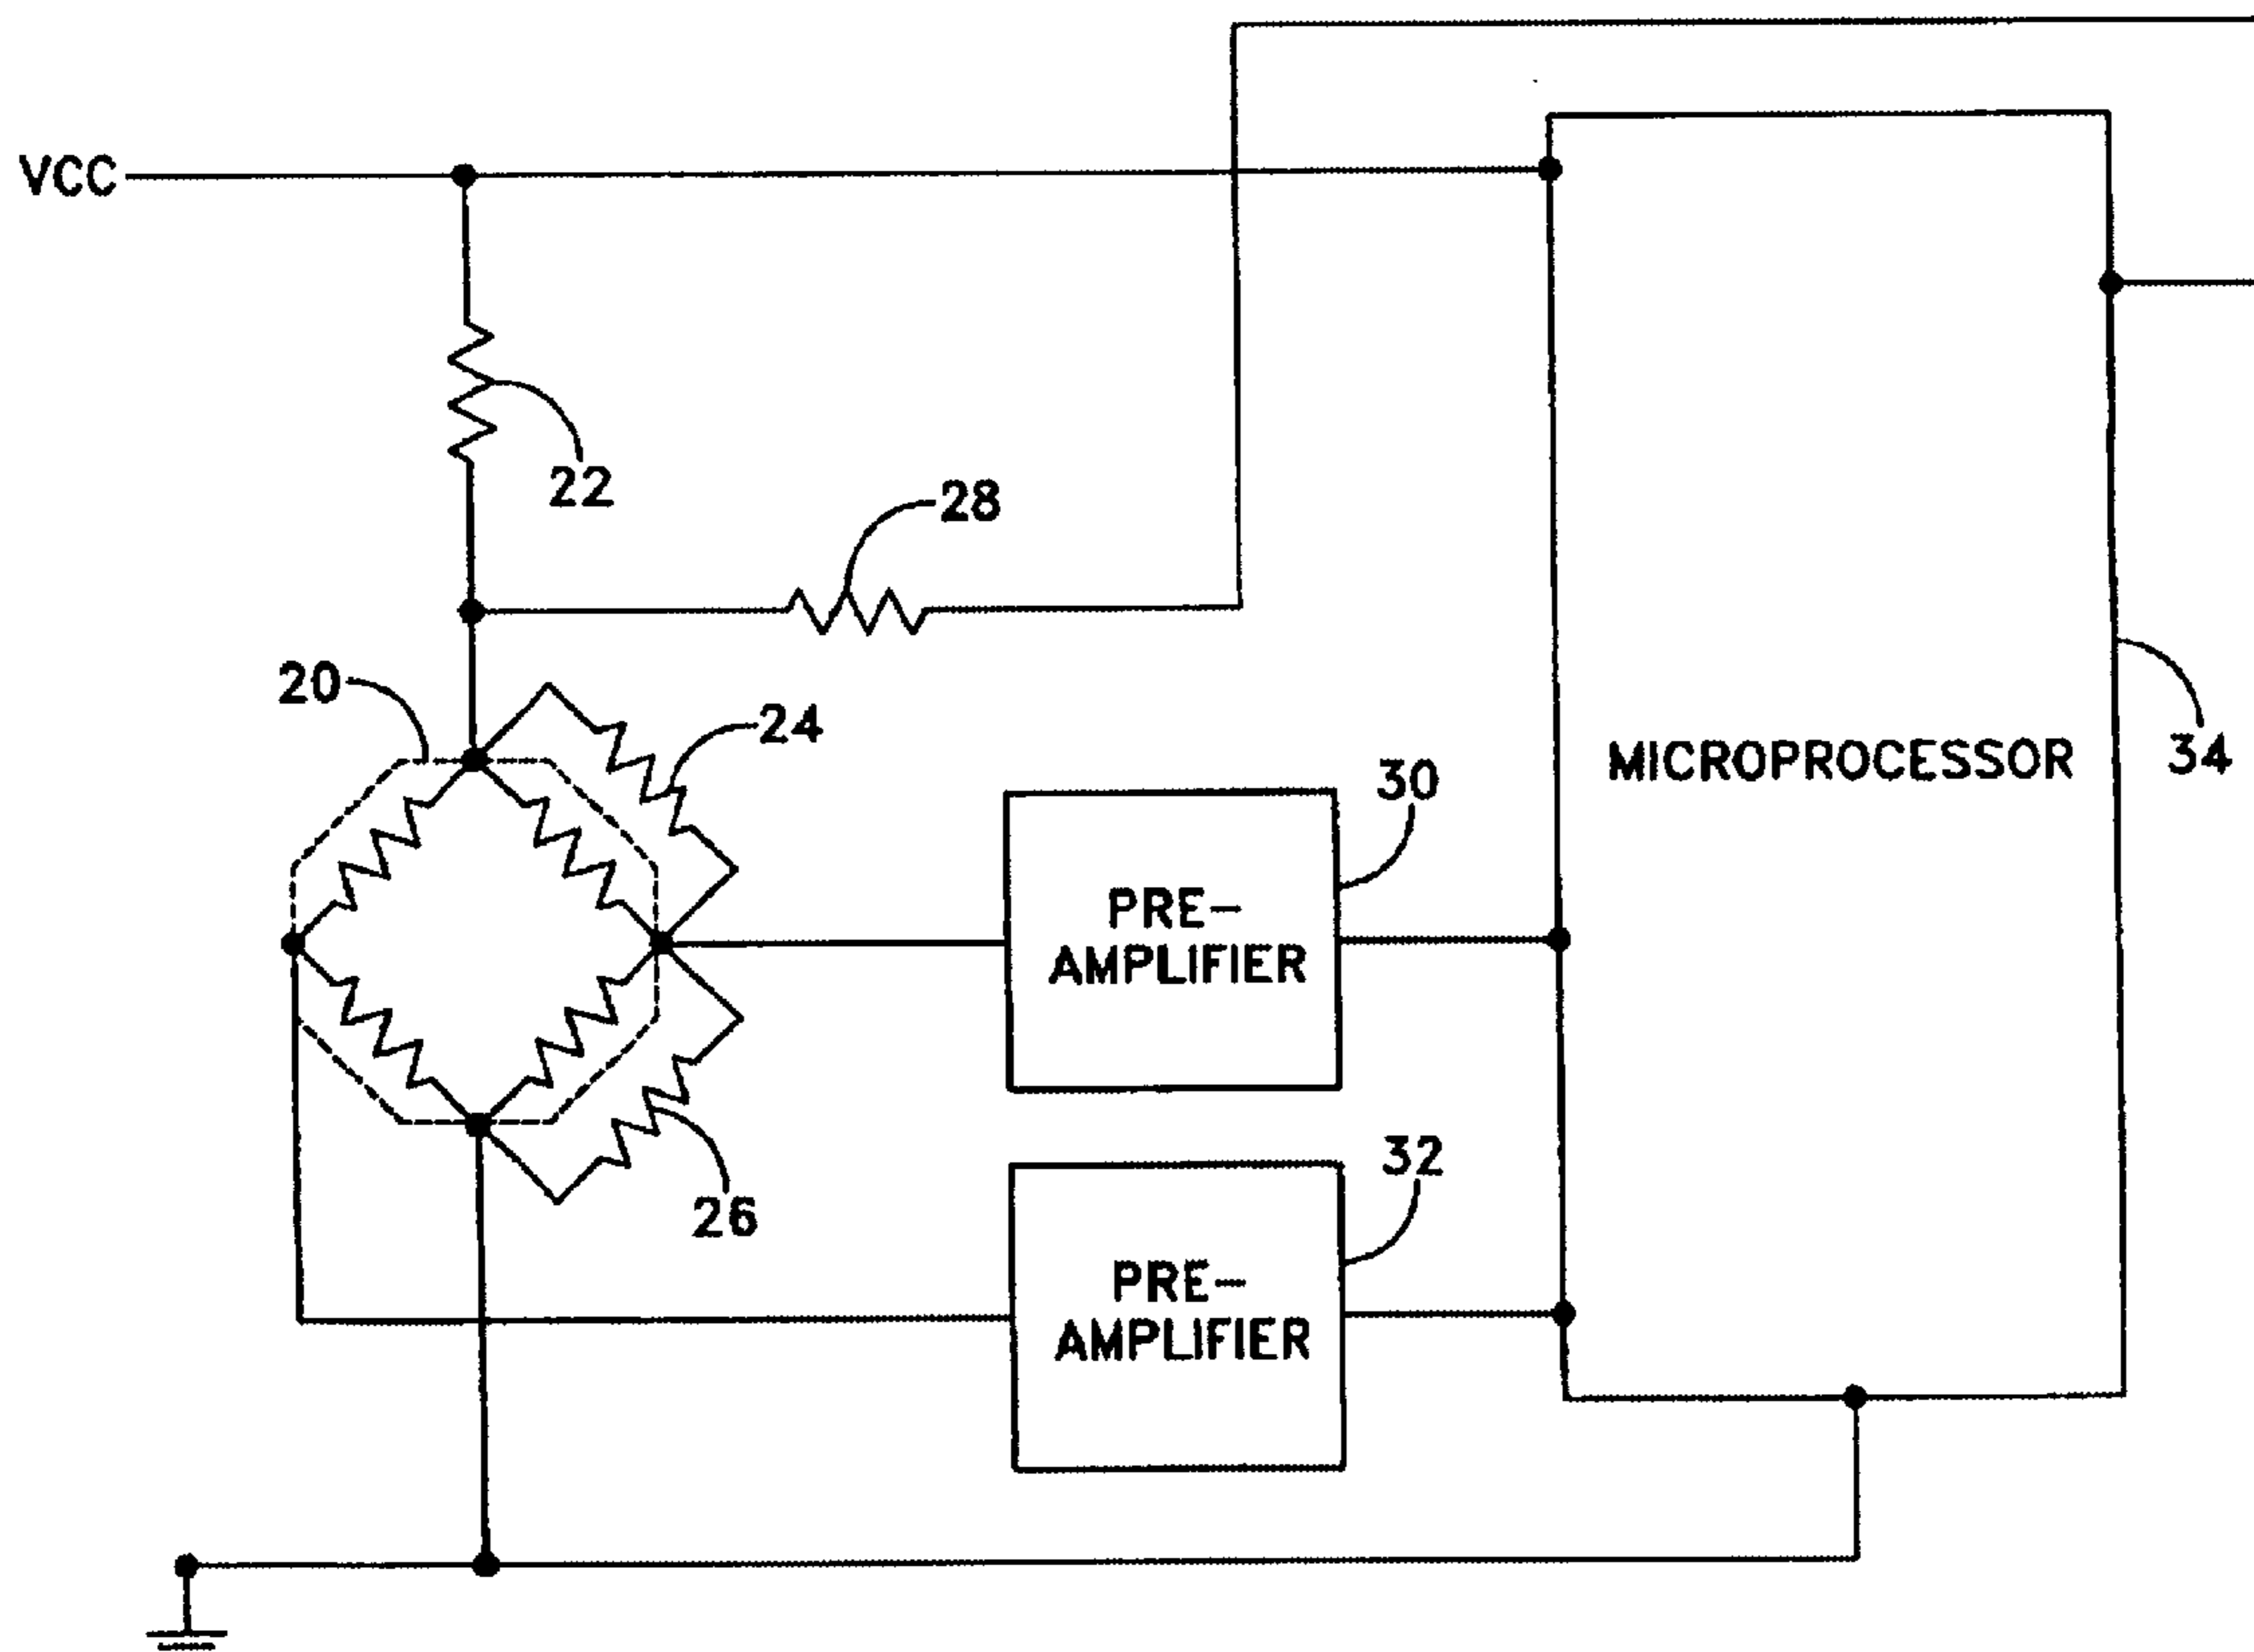 VCC
22
28
20
24
30
MICROPROCESSOR
34
PRE-
AMPLIFIER
32
26
PRE-
AMPLIFIER